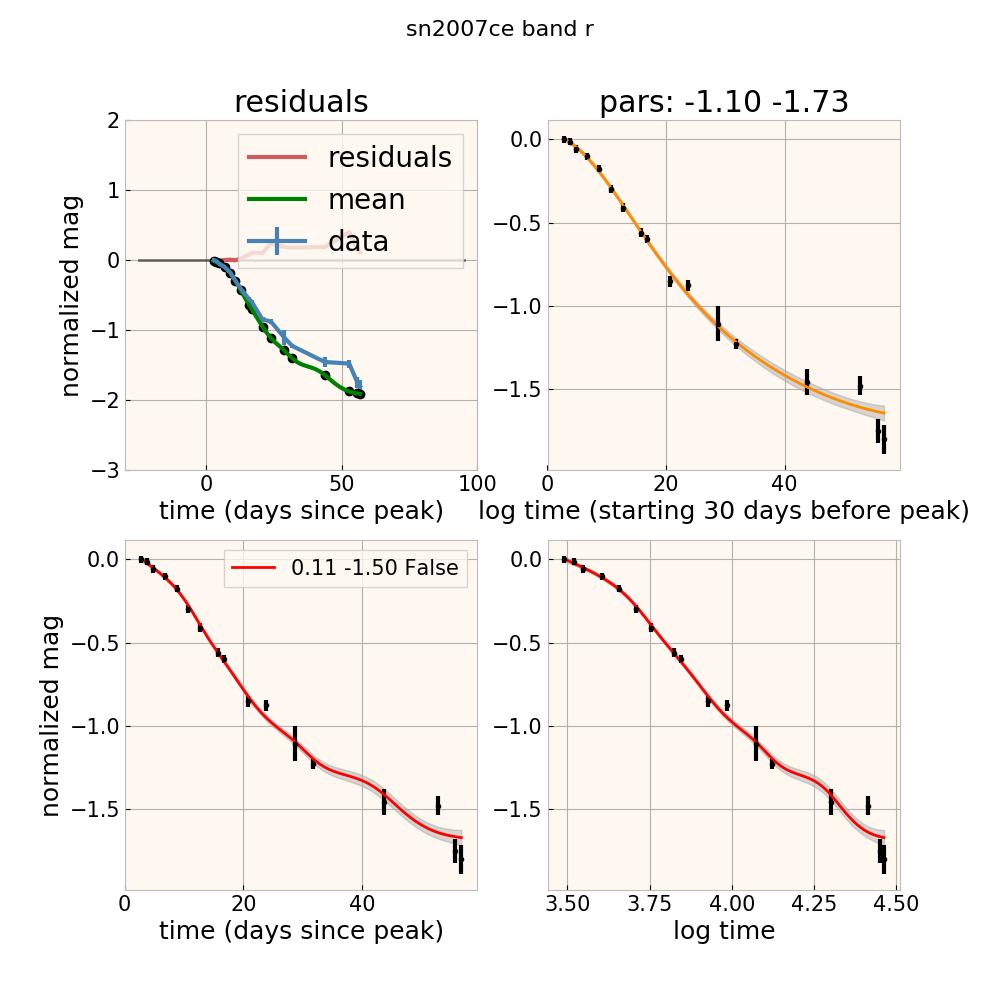 sn2007ce band r
residuals
pars: -1.10 -1.73
2
1
0
−1
−2
−3
normalized mag
residuals
mean
data
0
50
100
time (days since peak)
0.0
−0.5
−1.0
−1.5
0
20
40
log time (starting 30 days before peak)
0.0
−0.5
−1.0
−1.5
normalized mag
0.11 -1.50 False
0
20
40
time (days since peak)
0.0
−0.5
−1.0
−1.5
3.50
3.75
4.00
4.25
4.50
log time